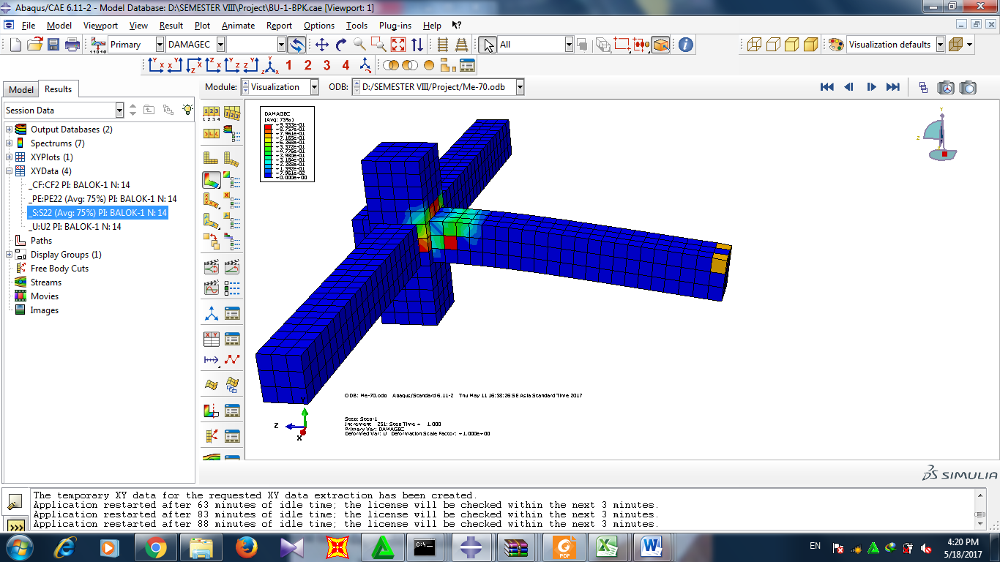 Abaqus/CAE 6.11-2 - Model Database: D:\SEMESTER VIII\Project\BU-1-BPK.cae [Viewport: 1]
File Model Viewport View Result Plot Animate Report Options Tools Plug-ins Help
Primary DAMAGEC All Visualization defaults
1 2 3 4
Model Results Module: Visualization ODB: D:/SEMESTER VIII/Project/Me-70.odb
Session Data
Output Databases (2)
Spectrums (7)
XYPlots (1)
XYData (4)
_CF:CF2 PI: BALOK-1 N: 14
_PE:PE22 (Avg: 75%) PI: BALOK-1 N: 14
_S:S22 (Avg: 75%) PI: BALOK-1 N: 14
_U:U2 PI: BALOK-1 N: 14
Paths
Display Groups (1)
Free Body Cuts
Streams
Movies
Images
DAMAGEC
(Avg: 75%)
+7.961e-02
+0.000e+00
ODB: Me-70.odb Abaqus/Standard 6.11-2 Thu May 11 16:58:26 SE Asia Standard Time 2017
Step: Step-1
Increment 251: Step Time = 1.000
Primary Var: DAMAGEC
Deformed Var: U Deformation Scale Factor: +1.000e+00
Z
X
SIMULIA
The temporary XY data for the requested XY data extraction has been created.
Application restarted after 63 minutes of idle time; the license will be checked within the next 3 minutes.
Application restarted after 83 minutes of idle time; the license will be checked within the next 3 minutes.
Application restarted after 88 minutes of idle time; the license will be checked within the next 3 minutes.
EN
4:20 PM
5/18/2017